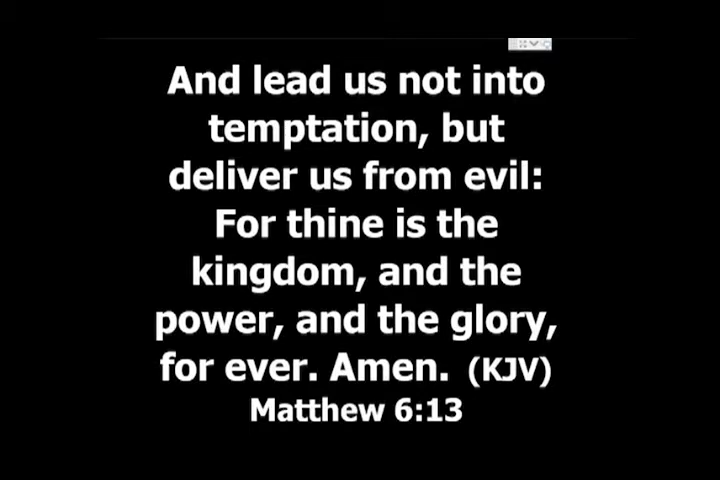 And lead us not into
temptation, but
deliver us from evil:
For thine is the
kingdom, and the
power, and the glory,
for ever. Amen. (KJV)
Matthew 6:13